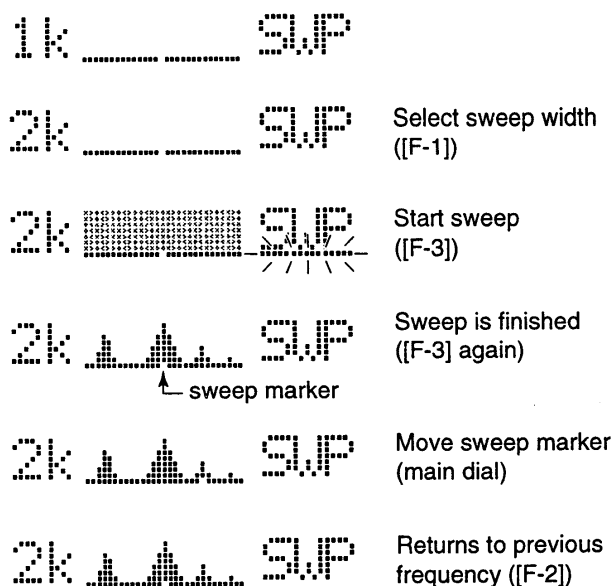 1k SWP
2k SWP Select sweep width
([F-1])
2k SWP Start sweep
([F-3])
2k SWP Sweep is finished
([F-3] again)
sweep marker
2k SWP Move sweep marker
(main dial)
2k SWP Returns to previous
frequency ([F-2])